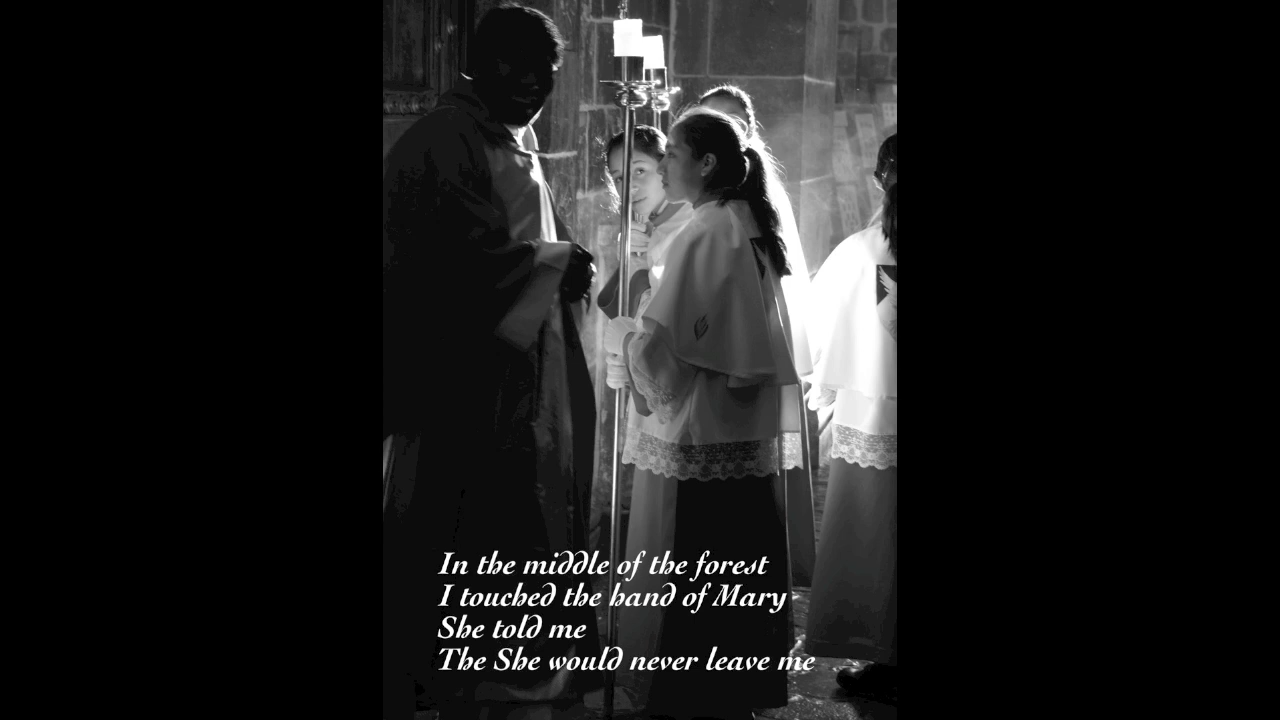 In the middle of the forest
I touched the hand of Mary
She told me
The She would never leave me